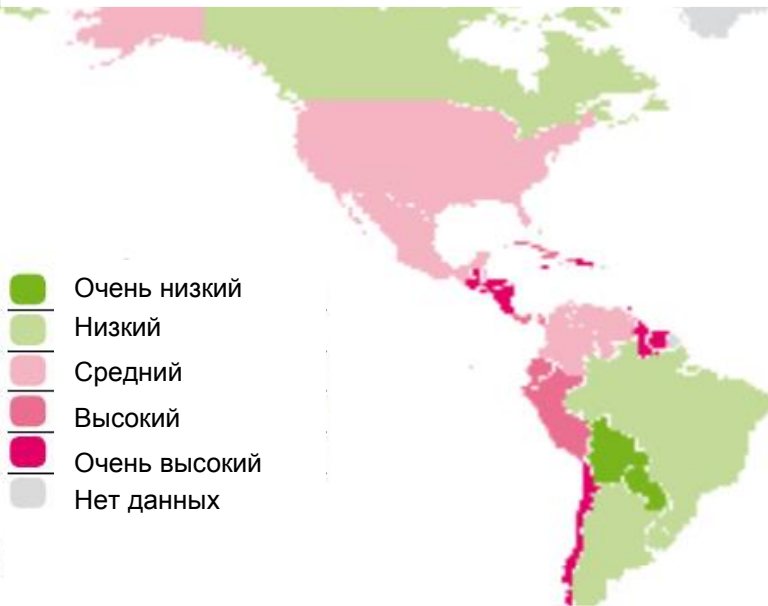 Очень низкий
Низкий
Средний
Высокий
Очень высокий
Нет данных